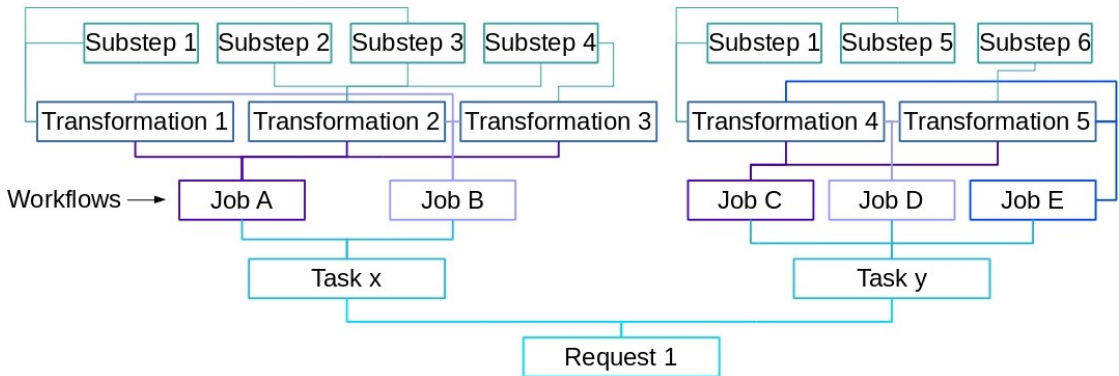 Substep 1 Substep 2 Substep 3 Substep 4 Substep 1 Substep 5 Substep 6
Transformation 1 Transformation 2 Transformation 3 Transformation 4 Transformation 5
Workflows Job A Job B Job C Job D Job E
Task x Task y
Request 1